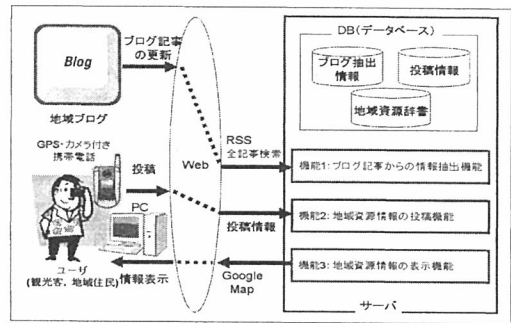 Blog
地域ブログ
ブログ記事
の更新
GPS・カメラ付き
携帯電話
投稿
PC
ユーザ
(観光客、地域住民)
情報表示
Web
RSS
全記事検索
投稿情報
Google
Map
DB(データベース)
ブログ抽出
情報
投稿情報
地域資源辞書
機能1:ブログ記事からの情報抽出機能
機能2:地域資源情報の投稿機能
機能3:地域資源情報の表示機能
サーバ